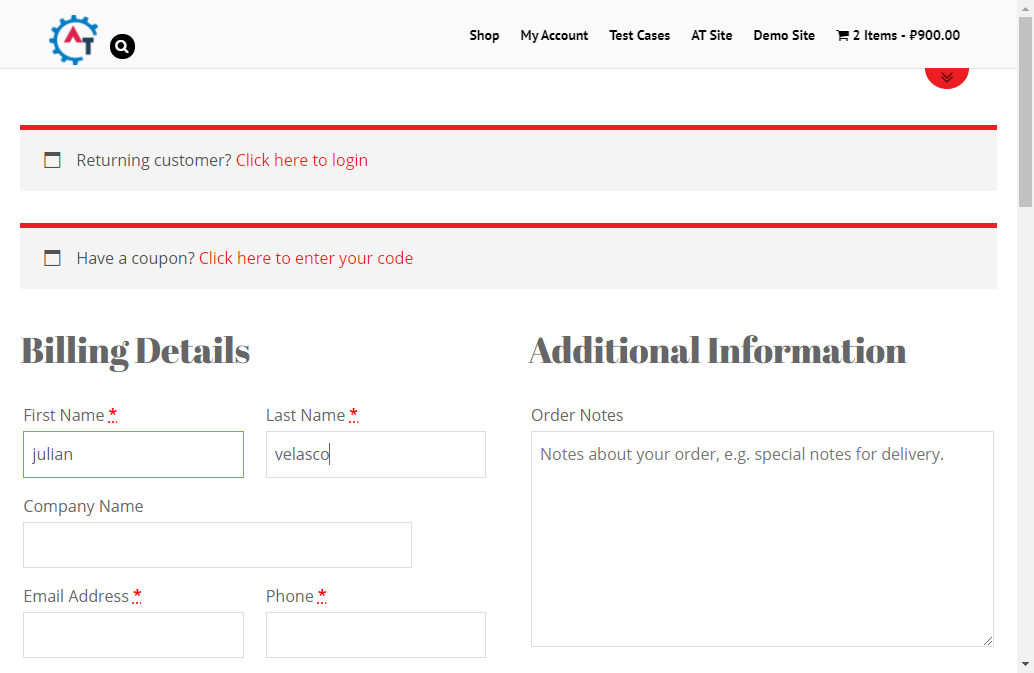 AT
Shop My Account Test Cases AT Site Demo Site 2 Items - ₽900.00
Returning customer? Click here to login
Have a coupon? Click here to enter your code
Billing Details
Additional Information
First Name *
Last Name *
Order Notes
julian
velasco
Notes about your order, e.g. special notes for delivery.
Company Name
Email Address *
Phone *